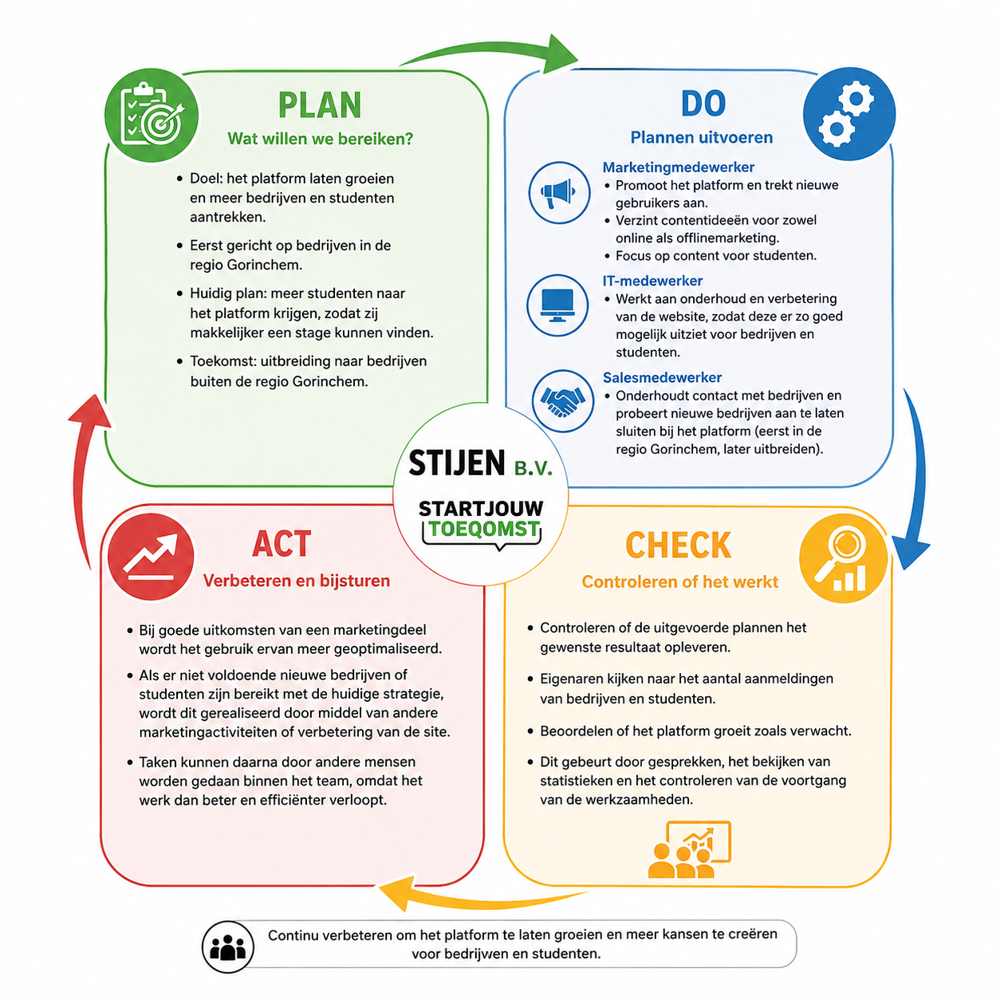 PLAN
Wat willen we bereiken?
• Doel: het platform laten groeien
en meer bedrijven en studenten
aantrekken.
• Eerst gericht op bedrijven in de
regio Gorinchem.
• Huidig plan: meer studenten naar
het platform krijgen, zodat zij
makkelijker een stage kunnen vinden.
• Toekomst: uitbreiding naar bedrijven
buiten de regio Gorinchem.
DO
Plannen uitvoeren
Marketingmedewerker
• Promoot het platform en trekt nieuwe
gebruikers aan.
• Verzint contentideeën voor zowel
online als offlinemarketing.
• Focus op content voor studenten.
IT-medewerker
• Werkt aan onderhoud en verbetering
van de website, zodat deze er zo goed
mogelijk uitziet voor bedrijven en
studenten.
Salesmedewerker
• Onderhoudt contact met bedrijven en
probeert nieuwe bedrijven aan te laten
sluiten bij het platform (eerst in de
regio Gorinchem, later uitbreiden).
STIJEN B.V.
STARTJOUW
TOEQOMST
ACT
Verbeteren en bijsturen
• Bij goede uitkomsten van een marketingdeel
wordt het gebruik ervan meer geoptimaliseerd.
• Als er niet voldoende nieuwe bedrijven of
studenten zijn bereikt met de huidige strategie,
wordt dit gerealiseerd door middel van andere
marketingactiviteiten of verbetering van de site.
• Taken kunnen daarna door andere mensen
worden gedaan binnen het team, omdat het
werk dan beter en efficiënter verloopt.
CHECK
Controleren of het werkt
• Controleren of de uitgevoerde plannen het
gewenste resultaat opleveren.
• Eigenaren kijken naar het aantal aanmeldingen
van bedrijven en studenten.
• Beoordelen of het platform groeit zoals verwacht.
• Dit gebeurt door gesprekken, het bekijken van
statistieken en het controleren van de voortgang
van de werkzaamheden.
Continu verbeteren om het platform te laten groeien en meer kansen te creëren
voor bedrijven en studenten.